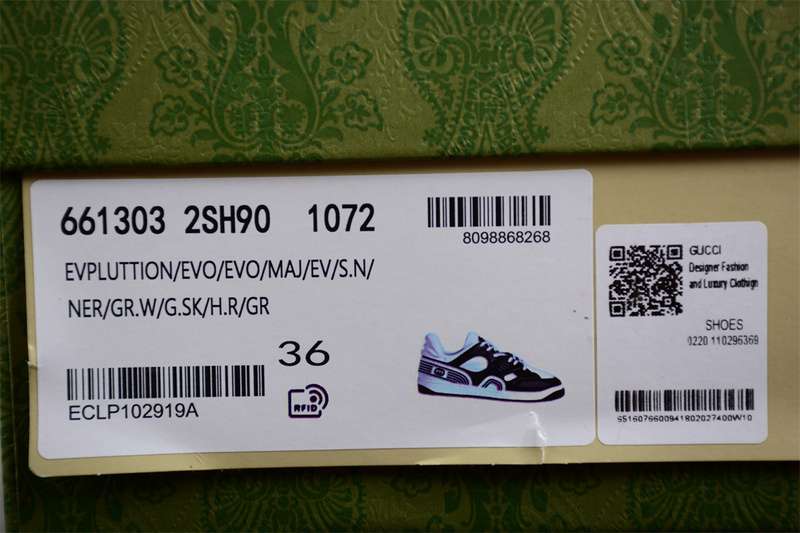 661303 2SH90 1072
8098868268
EVPLUTTION/EVO/EVO/MAJ/EV/S.N/
NER/GR.W/G.SK/H.R/GR
36
ECLP102919A
RFID
GUCCI
Designer Fashion
and Luxury Clothign
SHOES
0220 110296369
6516076600941802027400W10